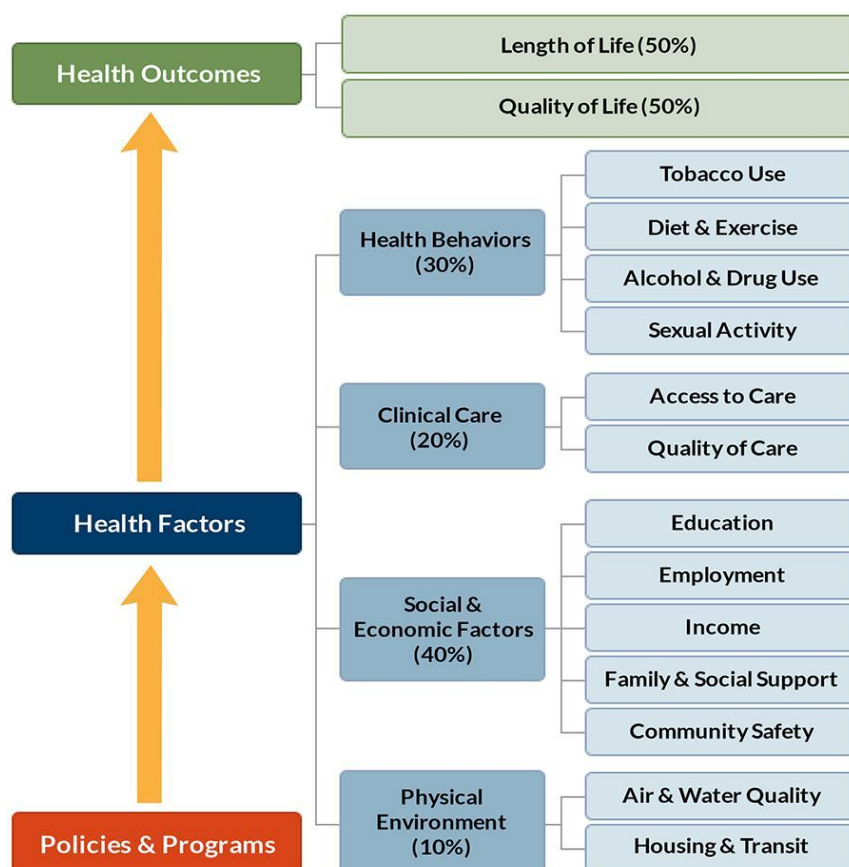 Health Outcomes
Length of Life (50%)
Quality of Life (50%)
Health Factors
Health Behaviors
(30%)
Tobacco Use
Diet & Exercise
Alcohol & Drug Use
Sexual Activity
Clinical Care
(20%)
Access to Care
Quality of Care
Social &
Economic Factors
(40%)
Education
Employment
Income
Family & Social Support
Community Safety
Physical
Environment
(10%)
Air & Water Quality
Housing & Transit
Policies & Programs